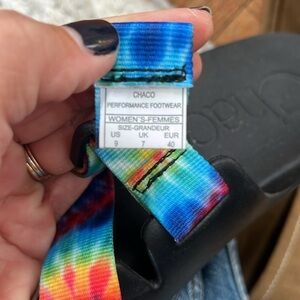 CHACO
PERFORMANCE FOOTWEAR
WOMEN'S-FEMMES
SIZE-GRANDEUR
US UK EUR
9 7 40